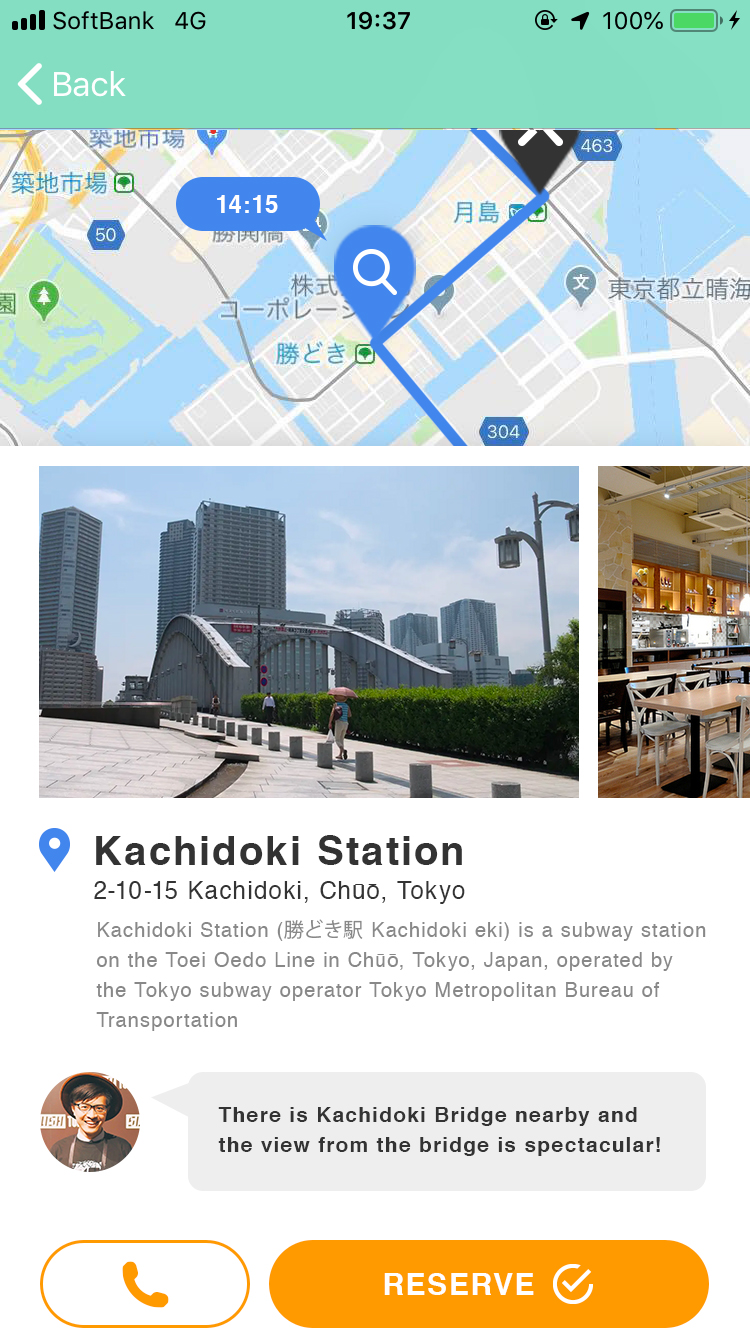 SoftBank 4G 19:37 100%
Back
築地市場
463
築地市場
14:15
月島
50
勝鬨橋
株式
文
東京都立晴海
園
コーポレーシ
勝どき
304
Kachidoki Station
2-10-15 Kachidoki, Chūō, Tokyo
Kachidoki Station (勝どき駅 Kachidoki eki) is a subway station
on the Toei Oedo Line in Chūō, Tokyo, Japan, operated by
the Tokyo subway operator Tokyo Metropolitan Bureau of
Transportation
There is Kachidoki Bridge nearby and
the view from the bridge is spectacular!
RESERVE